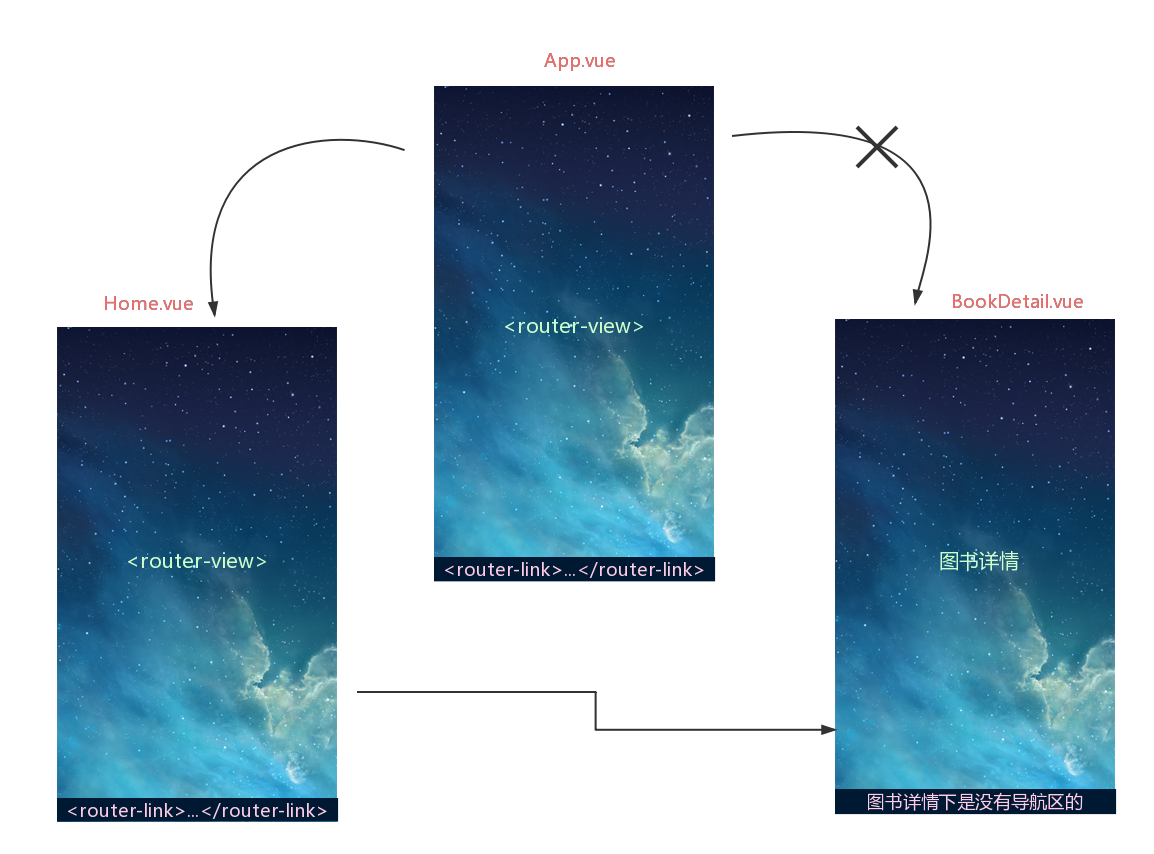 App.vue
<router-view>
<router-link>...</router-link>
Home.vue
<router-view>
<router-link>...</router-link>
BookDetail.vue
图书详情
图书详情下是没有导航区的